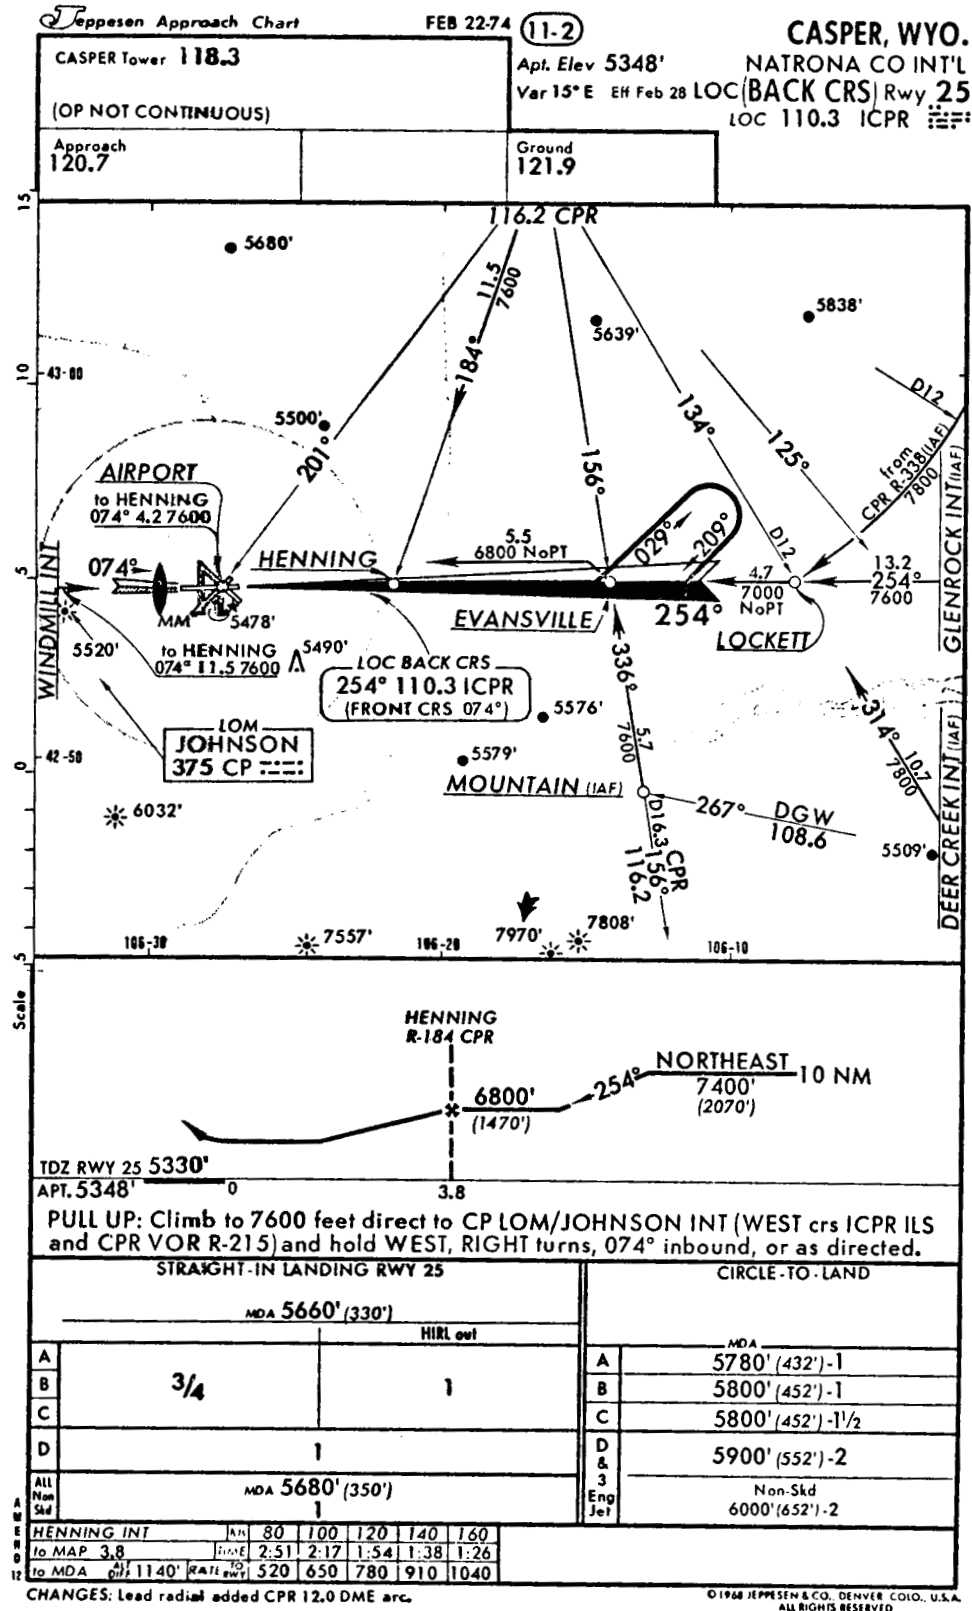 Jeppesen Approach Chart FEB 22-74 11-2 CASPER, WYO.
CASPER Tower 118.3
(OP NOT CONTINUOUS)
Apt. Elev 5348' NATRONA CO INT'L
Var 15° E Eff Feb 28 LOC (BACK CRS) Rwy 25
LOC 110.3 ICPR
Approach
120.7
Ground
121.9
15
116.2 CPR
5680'
11.5
7600
5838'
5639'
184°
10
43-00
D12
5500'
134°
125°
from
CPR R-338 (IAF)
7800
201°
156°
AIRPORT
to HENNING
074° 4.2 7600
029°
209°
GLENROCK INT (IAF)
WINDMILL INT
074°
HENNING
5.5
6800 NoPT
D12
5
4.7
7000
NoPT
13.2
254°
7600
MM
5478'
EVANSVILLE
254°
LOCKETT
5520'
to HENNING
074° 11.5 7600
5490'
LOC BACK CRS
254° 110.3 ICPR
(FRONT CRS 074°)
336°
5.7
7600
314°
10.7
7800
5576'
LOM
JOHNSON
375 CP
42-50
0
5579'
MOUNTAIN (IAF)
267°
DGW
108.6
6032'
D16.3
156°
CPR
116.2
5509'
DEER CREEK INT (IAF)
7557'
7970'
7808'
106-30
106-20
106-10
5
Scale
HENNING
R-184 CPR
NORTHEAST
7400'
(2070')
10 NM
254°
6800'
(1470')
TDZ RWY 25 5330'
APT. 5348'
0
3.8
PULL UP: Climb to 7600 feet direct to CP LOM/JOHNSON INT (WEST crs ICPR ILS
and CPR VOR R-215) and hold WEST, RIGHT turns, 074° inbound, or as directed.
STRAIGHT-IN LANDING RWY 25
CIRCLE-TO-LAND
MDA 5660' (330')
HIRL out
MDA
A
B
C
3/4
1
A 5780' (432')-1
B 5800' (452')-1
C 5800' (452')-1 1/2
D 1
D & 3 Eng Jet 5900' (552')-2
ALL Non Skd MDA 5680' (350')
1
Non-Skd
6000' (652')-2
AMEND 12
HENNING INT Kts 80 100 120 140 160
to MAP 3.8 TIME 2:51 2:17 1:54 1:38 1:26
to MDA ALT DIFF 1140' RATE TO RWY 520 650 780 910 1040
CHANGES: Lead radial added CPR 12.0 DME arc.
© 1968 JEPPESEN & CO., DENVER COLO., U.S.A.
ALL RIGHTS RESERVED